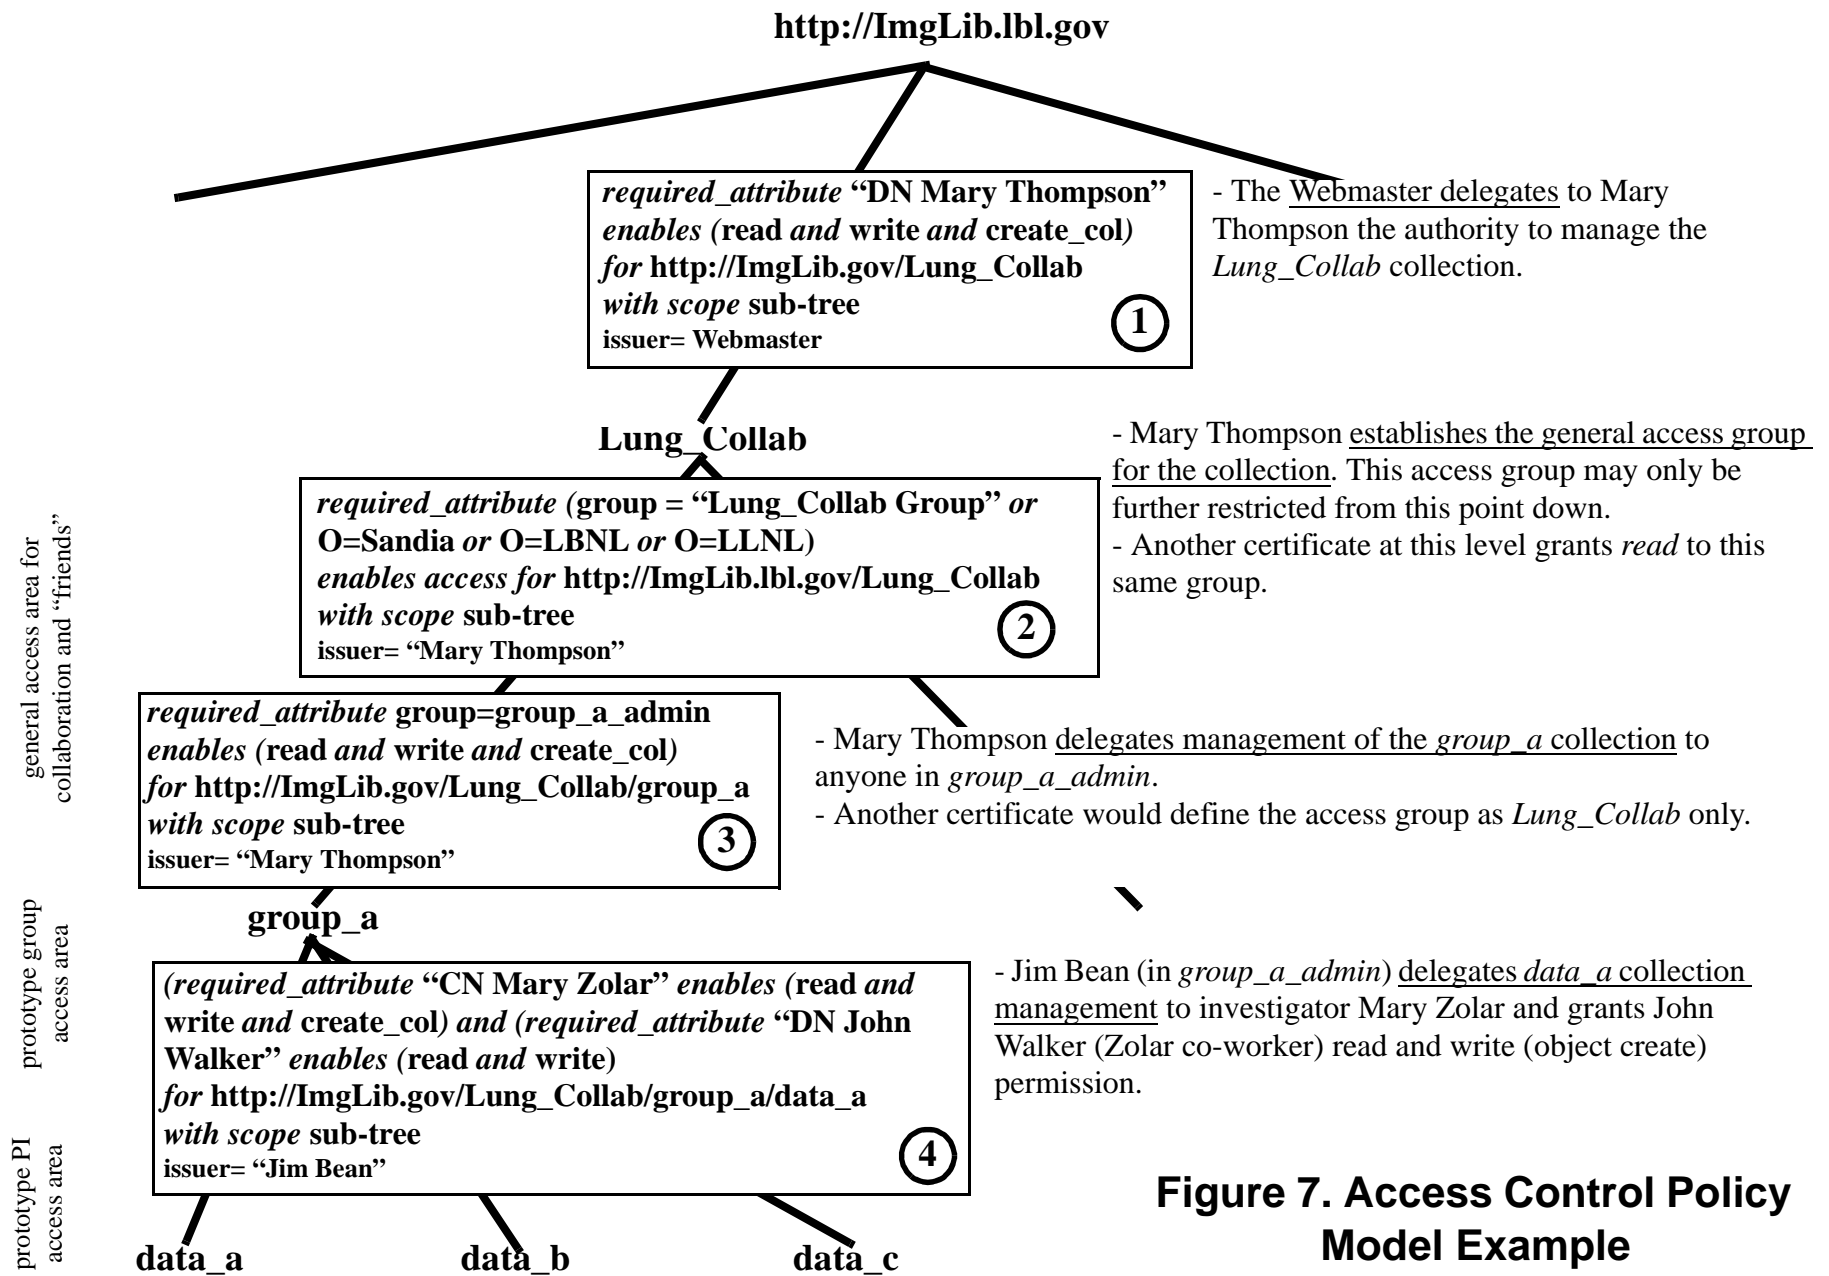 http://ImgLib.lbl.gov
required_attribute “DN Mary Thompson”
enables (read and write and create_col)
for http://ImgLib.gov/Lung_Collab
with scope sub-tree
issuer= Webmaster
1
- The Webmaster delegates to Mary
Thompson the authority to manage the
Lung_Collab collection.
Lung_Collab
required_attribute (group = “Lung_Collab Group” or
O=Sandia or O=LBNL or O=LLNL)
enables access for http://ImgLib.lbl.gov/Lung_Collab
with scope sub-tree
issuer= “Mary Thompson”
2
- Mary Thompson establishes the general access group
for the collection. This access group may only be
further restricted from this point down.
- Another certificate at this level grants read to this
same group.
general access area for
collaboration and “friends”
required_attribute group=group_a_admin
enables (read and write and create_col)
for http://ImgLib.gov/Lung_Collab/group_a
with scope sub-tree
issuer= “Mary Thompson”
3
- Mary Thompson delegates management of the group_a collection to
anyone in group_a_admin.
- Another certificate would define the access group as Lung_Collab only.
group_a
prototype group
access area
(required_attribute “CN Mary Zolar” enables (read and
write and create_col) and (required_attribute “DN John
Walker” enables (read and write)
for http://ImgLib.gov/Lung_Collab/group_a/data_a
with scope sub-tree
issuer= “Jim Bean”
4
- Jim Bean (in group_a_admin) delegates data_a collection
management to investigator Mary Zolar and grants John
Walker (Zolar co-worker) read and write (object create)
permission.
prototype PI
access area
data_a
data_b
data_c
Figure 7. Access Control Policy
Model Example